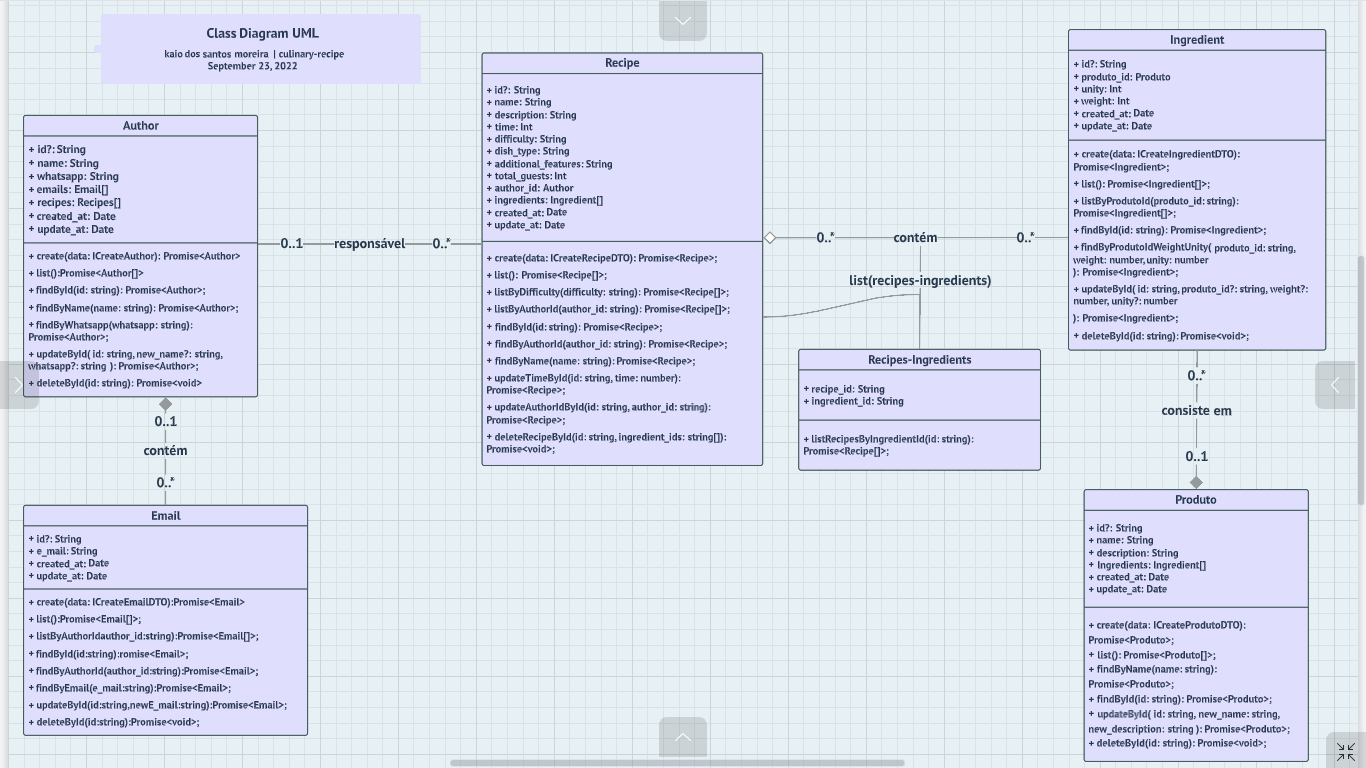 Class Diagram UML
kaio dos santos moreira | culinary-recipe
September 23, 2022
Author
+ id?: String
+ name: String
+ whatsapp: String
+ emails: Email[]
+ recipes: Recipes[]
+ created_at: Date
+ update_at: Date
+ create(data: ICreateAuthor): Promise<Author>
+ list():Promise<Author[]>
+ findById(id: string): Promise<Author>;
+ findByName(name: string): Promise<Author>;
+ findByWhatsapp(whatsapp: string):
Promise<Author>;
+ updateById( id: string, new_name?: string,
whatsapp?: string ): Promise<Author>;
+ deleteById(id: string): Promise<void>
0..1
responsável
0..*
0..1
contém
0..*
Email
+ id?: String
+ e_mail: String
+ created_at: Date
+ update_at: Date
+ create(data: ICreateEmailDTO):Promise<Email>
+ list():Promise<Email[]>;
+ listByAuthorIdauthor_id:string):Promise<Email[]>;
+ findById(id:string):romise<Email>;
+ findByAuthorId(author_id:string):Promise<Email>;
+ findByEmail(e_mail:string):Promise<Email>;
+ updateById(id:string,newE_mail:string):Promise<Email>;
+ deleteById(id:string):Promise<void>;
Recipe
+ id?: String
+ name: String
+ description: String
+ time: Int
+ difficulty: String
+ dish_type: String
+ additional_features: String
+ total_guests: Int
+ author_id: Author
+ ingredients: Ingredient[]
+ created_at: Date
+ update_at: Date
+ create(data: ICreateRecipeDTO): Promise<Recipe>;
+ list(): Promise<Recipe[]>;
+ listByDifficulty(difficulty: string): Promise<Recipe[]>;
+ listByAuthorId(author_id: string): Promise<Recipe[]>;
+ findById(id: string): Promise<Recipe>;
+ findByAuthorId(author_id: string): Promise<Recipe>;
+ findByName(name: string): Promise<Recipe>;
+ updateTimeById(id: string, time: number):
Promise<Recipe>;
+ updateAuthorIdById(id: string, author_id: string):
Promise<Recipe>;
+ deleteRecipeById(id: string, ingredient_ids: string[]):
Promise<void>;
0..*
contém
0..*
list(recipes-ingredients)
Recipes-Ingredients
+ recipe_id: String
+ ingredient_id: String
+ listRecipesByIngredientId(id: string):
Promise<Recipe[]>;
Ingredient
+ id?: String
+ produto_id: Produto
+ unity: Int
+ weight: Int
+ created_at: Date
+ update_at: Date
+ create(data: ICreateIngredientDTO):
Promise<Ingredient>;
+ list(): Promise<Ingredient[]>;
+ listByProdutoId(produto_id: string):
Promise<Ingredient[]>;
+ findById(id: string): Promise<Ingredient>;
+ findByProdutoIdWeightUnity( produto_id: string,
weight: number, unity: number
): Promise<Ingredient>;
+ updateById( id: string, produto_id?: string, weight?:
number, unity?: number
): Promise<Ingredient>;
+ deleteById(id: string): Promise<void>;
0..*
consiste em
0..1
Produto
+ id?: String
+ name: String
+ description: String
+ Ingredients: Ingredient[]
+ created_at: Date
+ update_at: Date
+ create(data: ICreateProdutoDTO):
Promise<Produto>;
+ list(): Promise<Produto[]>;
+ findByName(name: string):
Promise<Produto>;
+ findById(id: string): Promise<Produto>;
+ updateById( id: string, new_name: string,
new_description: string ): Promise<Produto>;
+ deleteById(id: string): Promise<void>;